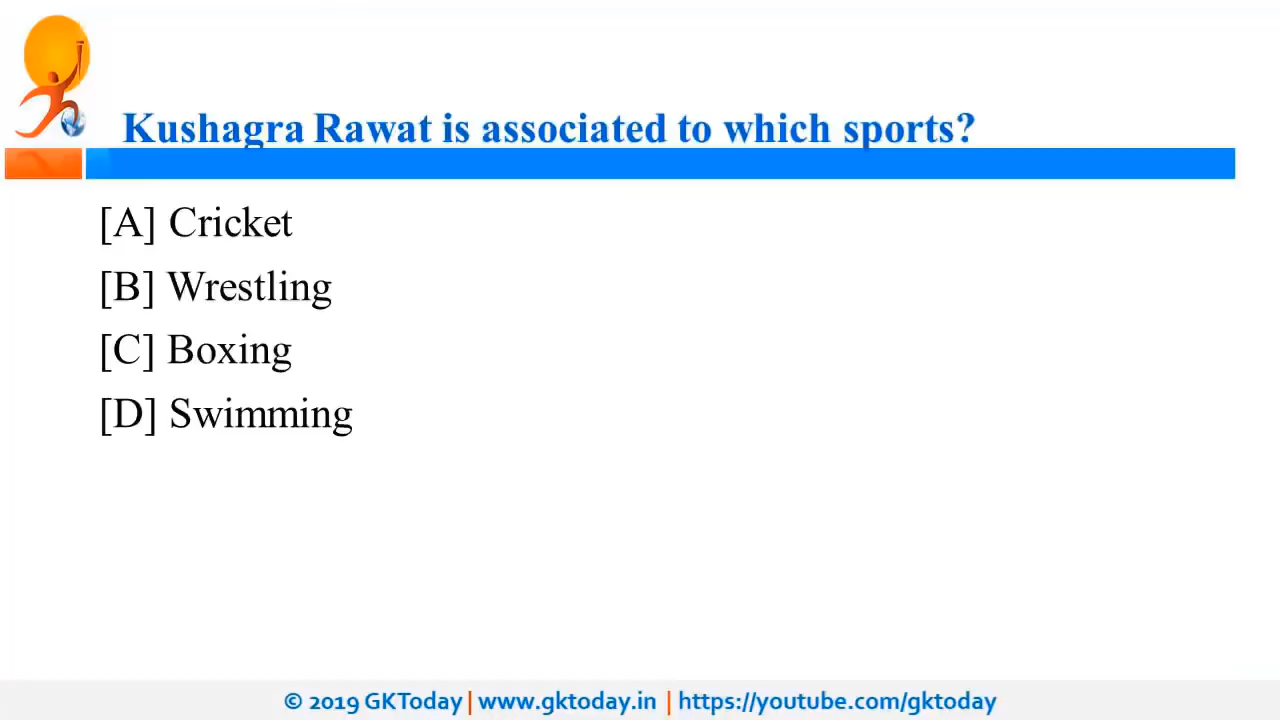 Kushagra Rawat is associated to which sports?
[A] Cricket
[B] Wrestling
[C] Boxing
[D] Swimming
© 2019 GKToday | www.gktoday.in | https://youtube.com/gktoday